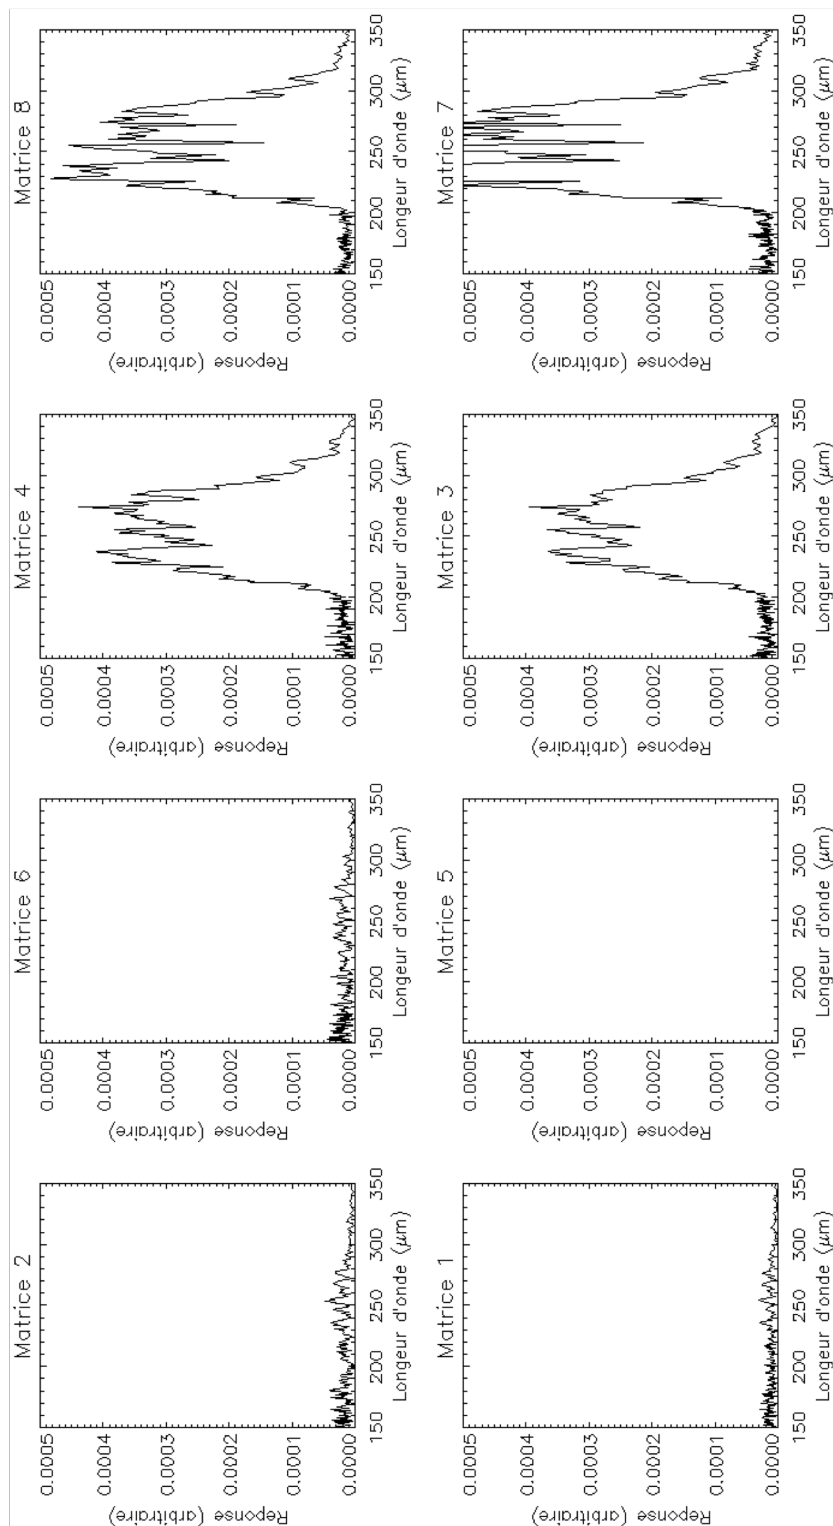 Matrice 2
Reponse (arbitraire)
0.0005
0.0004
0.0003
0.0002
0.0001
0.0000
150 200 250 300 350
Longeur d'onde (μm)
Matrice 6
Reponse (arbitraire)
0.0005
0.0004
0.0003
0.0002
0.0001
0.0000
150 200 250 300 350
Longeur d'onde (μm)
Matrice 4
Reponse (arbitraire)
0.0005
0.0004
0.0003
0.0002
0.0001
0.0000
150 200 250 300 350
Longeur d'onde (μm)
Matrice 8
Reponse (arbitraire)
0.0005
0.0004
0.0003
0.0002
0.0001
0.0000
150 200 250 300 350
Longeur d'onde (μm)
Matrice 1
Reponse (arbitraire)
0.0005
0.0004
0.0003
0.0002
0.0001
0.0000
150 200 250 300 350
Longeur d'onde (μm)
Matrice 5
Reponse (arbitraire)
0.0005
0.0004
0.0003
0.0002
0.0001
0.0000
150 200 250 300 350
Longeur d'onde (μm)
Matrice 3
Reponse (arbitraire)
0.0005
0.0004
0.0003
0.0002
0.0001
0.0000
150 200 250 300 350
Longeur d'onde (μm)
Matrice 7
Reponse (arbitraire)
0.0005
0.0004
0.0003
0.0002
0.0001
0.0000
150 200 250 300 350
Longeur d'onde (μm)